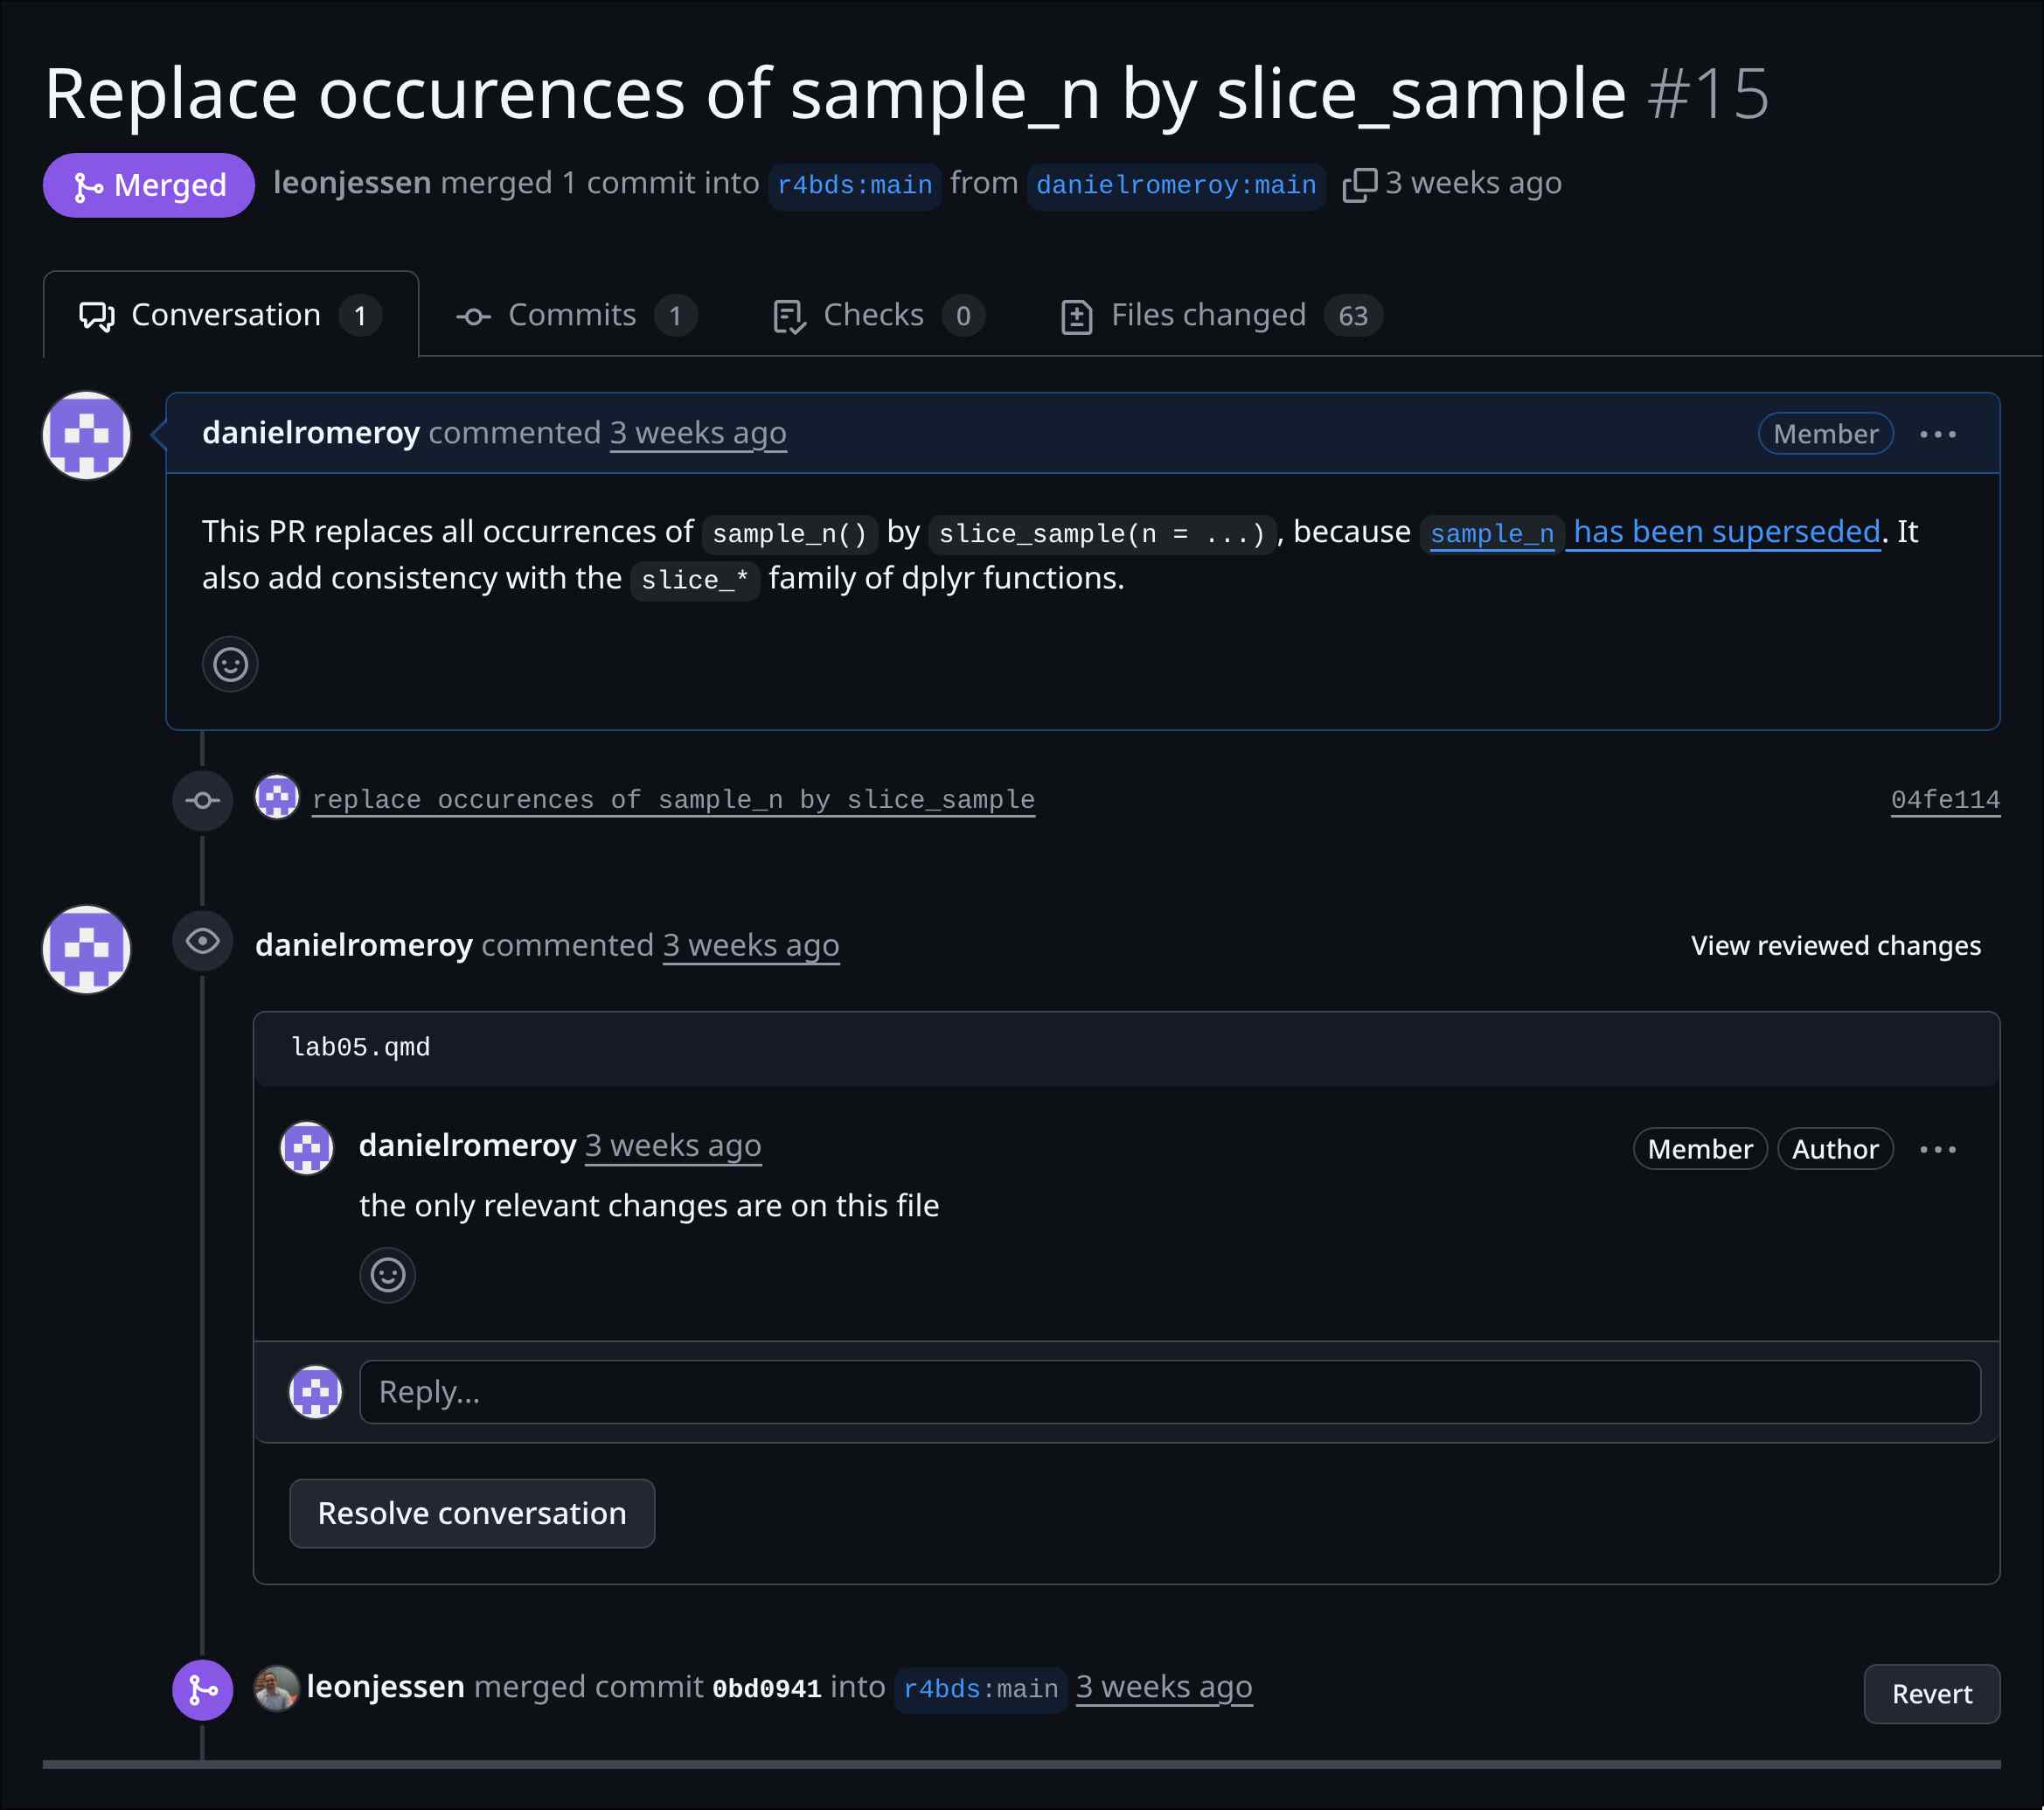 Replace occurences of sample_n by slice_sample #15
Merged leonjessen merged 1 commit into r4bds:main from danielromeroy:main 3 weeks ago
Conversation 1 Commits 1 Checks 0 Files changed 63
danielromeroy commented 3 weeks ago Member
This PR replaces all occurrences of sample_n() by slice_sample(n = ...), because sample_n has been superseded. It
also add consistency with the slice_* family of dplyr functions.
replace occurences of sample_n by slice_sample 04fe114
danielromeroy commented 3 weeks ago View reviewed changes
lab05.qmd
danielromeroy 3 weeks ago Member Author
the only relevant changes are on this file
Reply...
Resolve conversation
leonjessen merged commit 0bd0941 into r4bds:main 3 weeks ago Revert